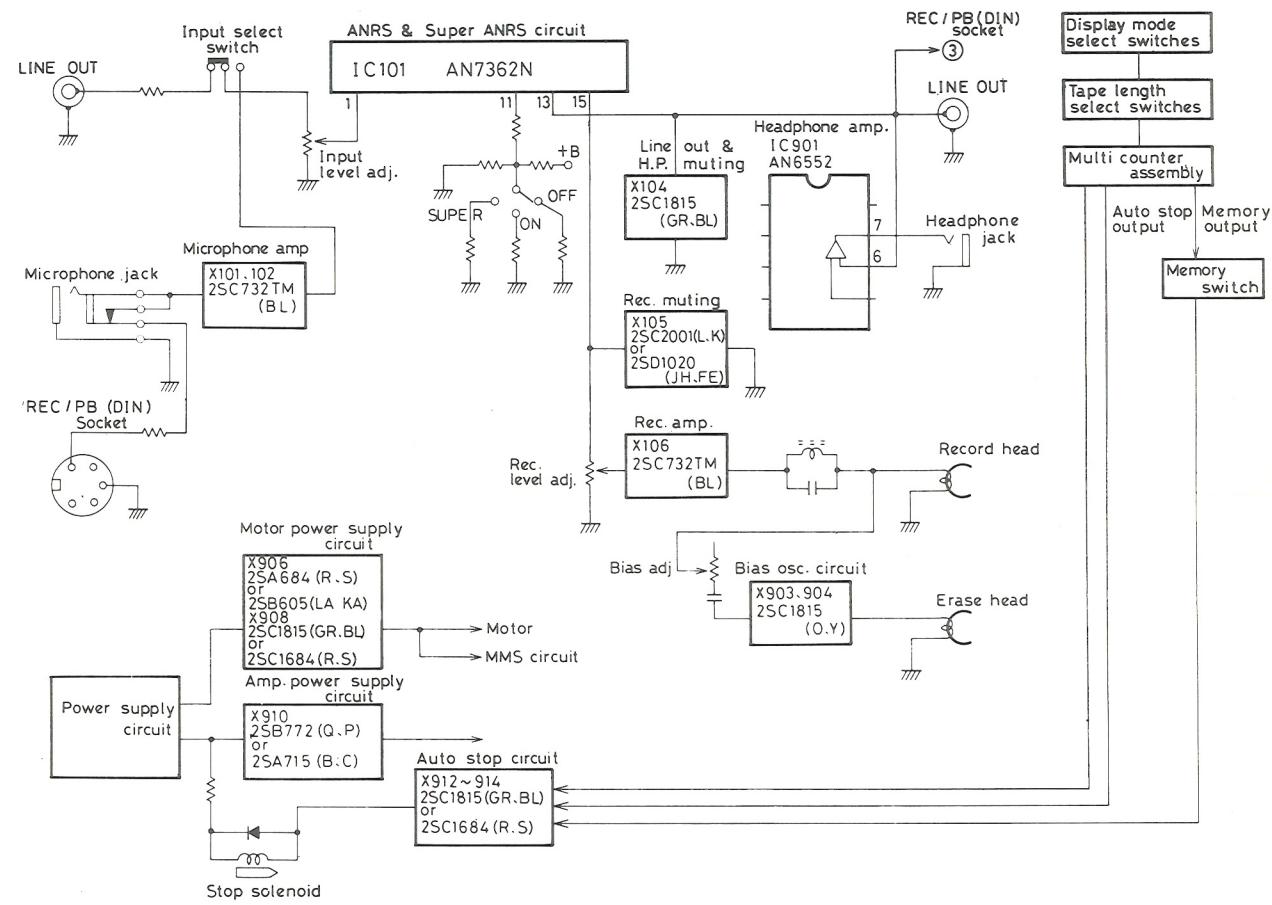 REC/PB(DIN)
socket
3
Input select
switch
ANRS & Super ANRS circuit
IC101 AN7362N
1
11
13
15
LINE OUT
LINE OUT
Display mode
select switches
Tape length
select switches
Multi counter
assembly
Input
level adj.
+B
OFF
SUPER
ON
Line out &
H.P. muting
X104
2SC1815
(GR.BL)
Headphone amp.
IC901
AN6552
7
6
Headphone
jack
Auto stop
output
Memory
output
Memory
switch
Microphone amp
X101、102
2SC732TM
(BL)
Microphone jack
Rec. muting
X105
2SC2001(L、K)
or
2SD1020
(JH、FE)
REC/PB (DIN)
Socket
Rec. amp.
X106
2SC732TM
(BL)
Rec.
level adj.
Record head
Bias adj
Bias osc. circuit
X903、904
2SC1815
(O.Y)
Erase head
Motor power supply
circuit
X906
2SA684(R、S)
or
2SB605(LA KA)
X908
2SC1815(GR.BL)
or
2SC1684(R.S)
Motor
MMS circuit
Amp. power supply
circuit
X910
2SB772(Q、P)
or
2SA715(B、C)
Power supply
circuit
Auto stop circuit
X912~914
2SC1815(GR、BL)
or
2SC1684(R.S)
Stop solenoid